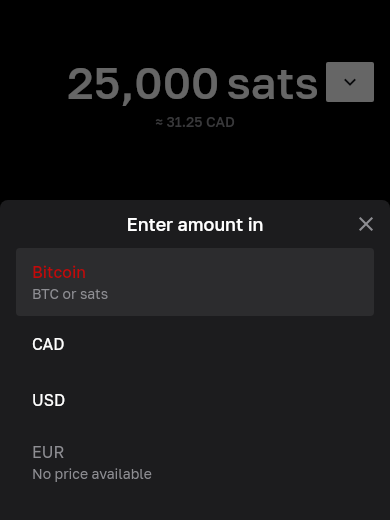 25,000 sats
≈ 31.25 CAD
Enter amount in
Bitcoin
BTC or sats
CAD
USD
EUR
No price available